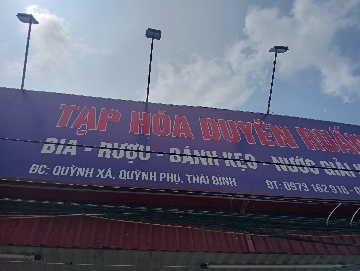 TẠP HÓA DUYÊN
BIA - RƯỢU - BÁNH KẸO - NƯỚC GIẢI
ĐC: QUỲNH XÁ, QUỲNH PHỤ, THÁI BÌNH ĐT: 0973 162 918 -